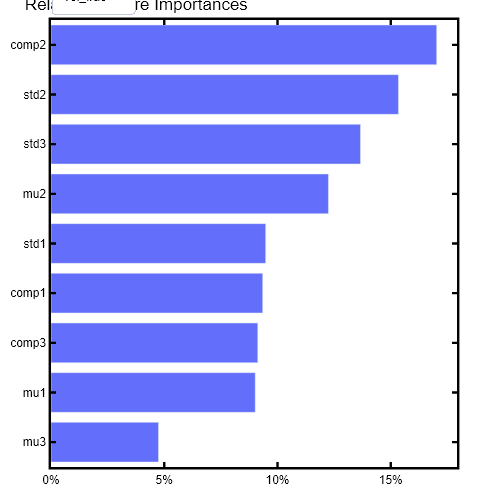 Rela re Importances
comp2
std2
std3
mu2
std1
comp1
comp3
mu1
mu3
0% 5% 10% 15%